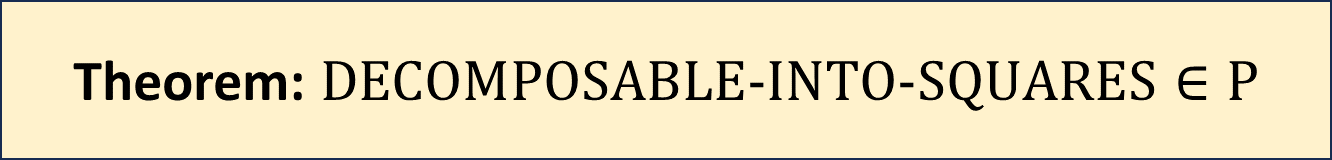 Theorem: DECOMPOSABLE-INTO-SQUARES ∈ P